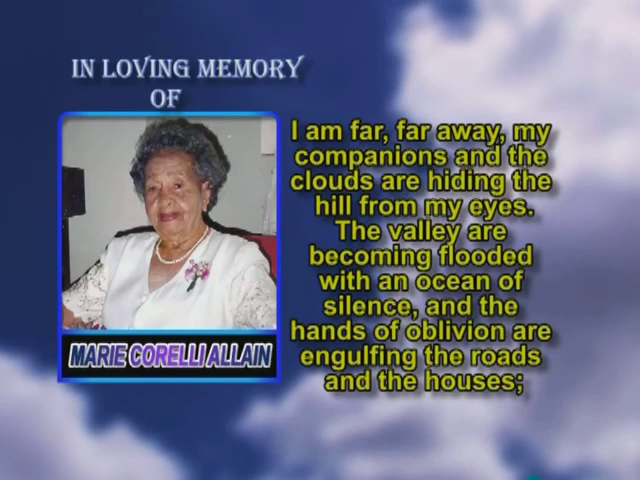 IN LOVING MEMORY
OF
MARIE CORELLI ALLAIN
I am far, far away, my
companions and the
clouds are hiding the
hill from my eyes.
The valley are
becoming flooded
with an ocean of
silence, and the
hands of oblivion are
engulfing the roads
and the houses;